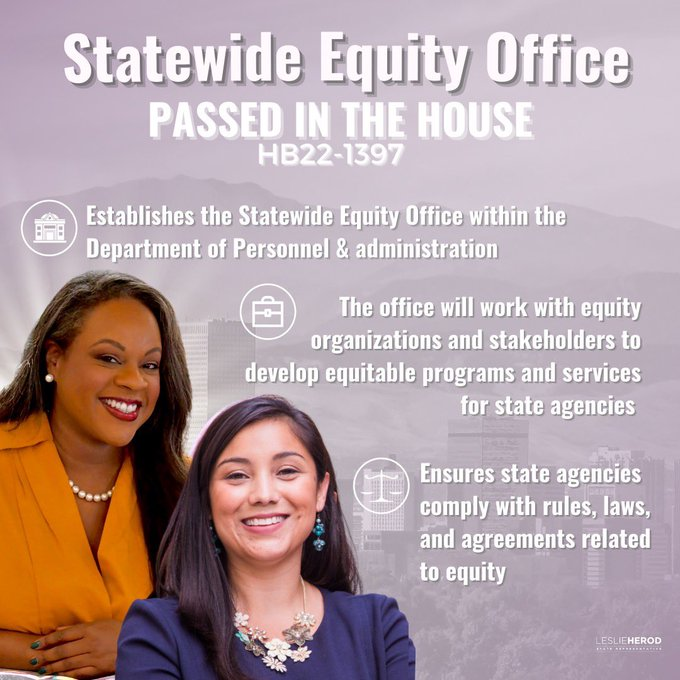 Statewide Equity Office
PASSED IN THE HOUSE
HB22-1397
Establishes the Statewide Equity Office within the
Department of Personnel & administration
The office will work with equity
organizations and stakeholders to
develop equitable programs and services
for state agencies
Ensures state agencies
comply with rules, laws,
and agreements related
to equity
LESLIEHEROD
STATE REPRESENTATIVE